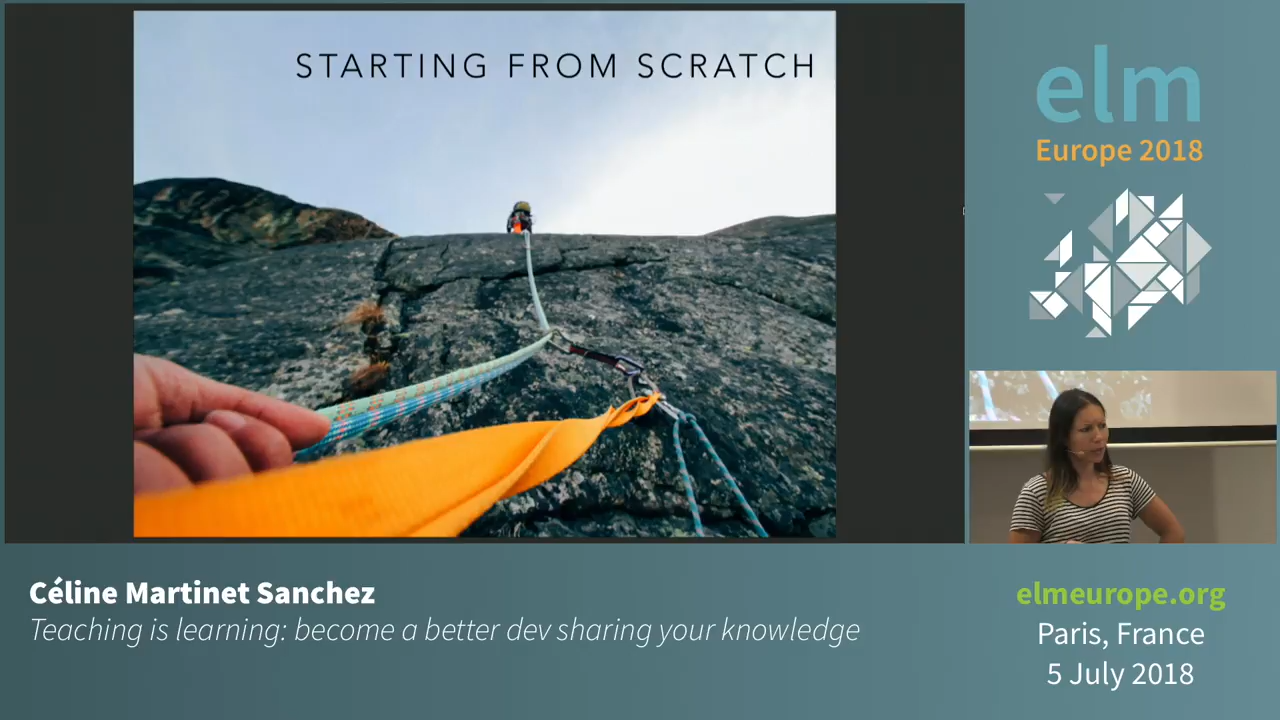 STARTING FROM SCRATCH
elm
Europe 2018
Céline Martinet Sanchez
Teaching is learning: become a better dev sharing your knowledge
elmeurope.org
Paris, France
5 July 2018